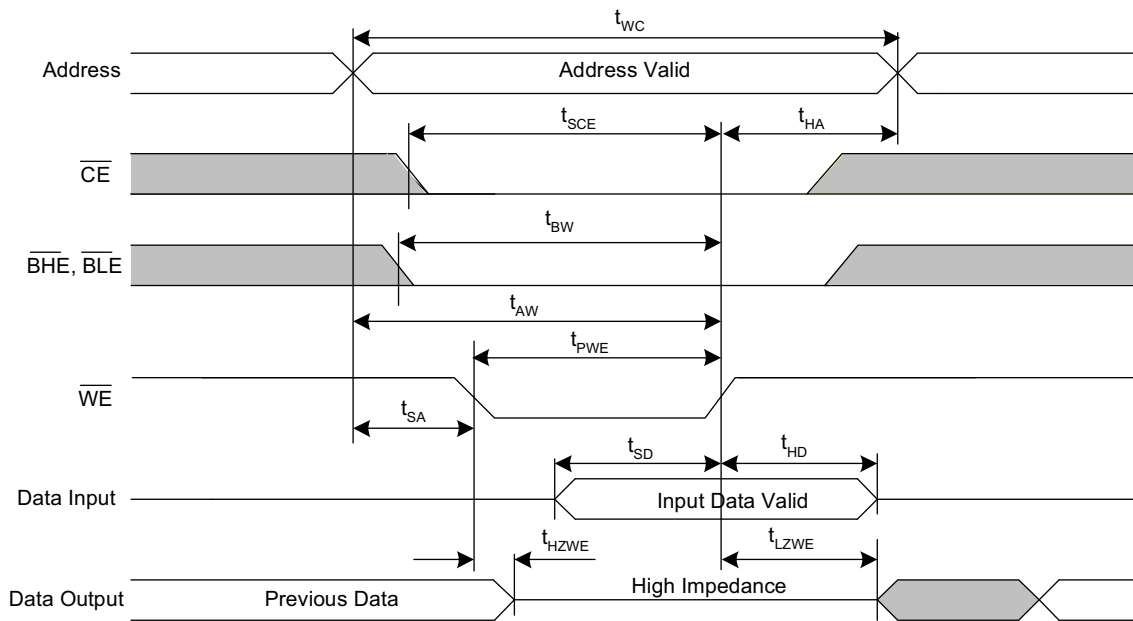 tWC
Address
Address Valid
tSCE
tHA
CE
tBW
BHE, BLE
tAW
tPWE
WE
tSA
tSD
tHD
Data Input
Input Data Valid
tHZWE
tLZWE
Data Output
Previous Data
High Impedance